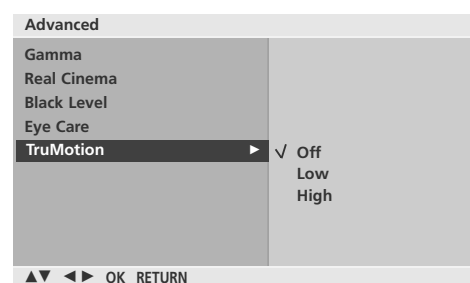 Advanced
Gamma
Real Cinema
Black Level
Eye Care
TruMotion ►
√ Off
Low
High
▲▼ ◄► OK RETURN